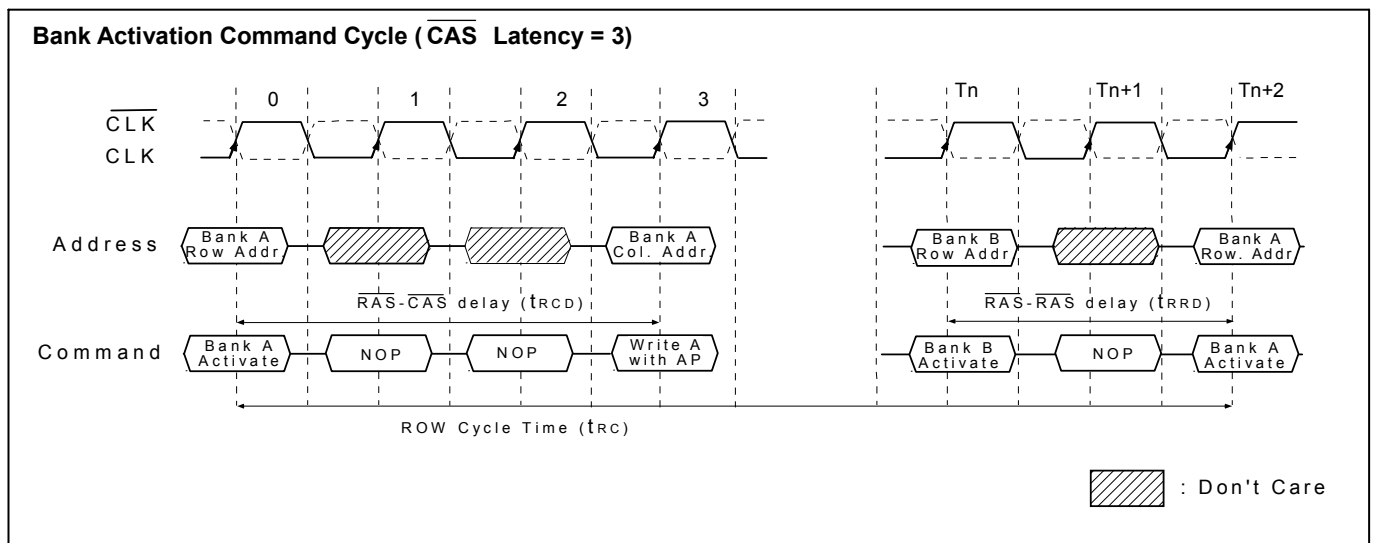 Bank Activation Command Cycle ( CAS Latency = 3)
0 1 2 3 Tn Tn+1 Tn+2
CLK
CLK
Address
Bank A
Row Addr.
Bank A
Col. Addr.
Bank B
Row Addr
Bank A
Row. Addr
RAS-CAS delay (tRCD)
RAS-RAS delay (tRRD)
Command
Bank A
Activate
NOP
NOP
Write A
with AP
Bank B
Activate
NOP
Bank A
Activate
ROW Cycle Time (tRC)
: Don't Care